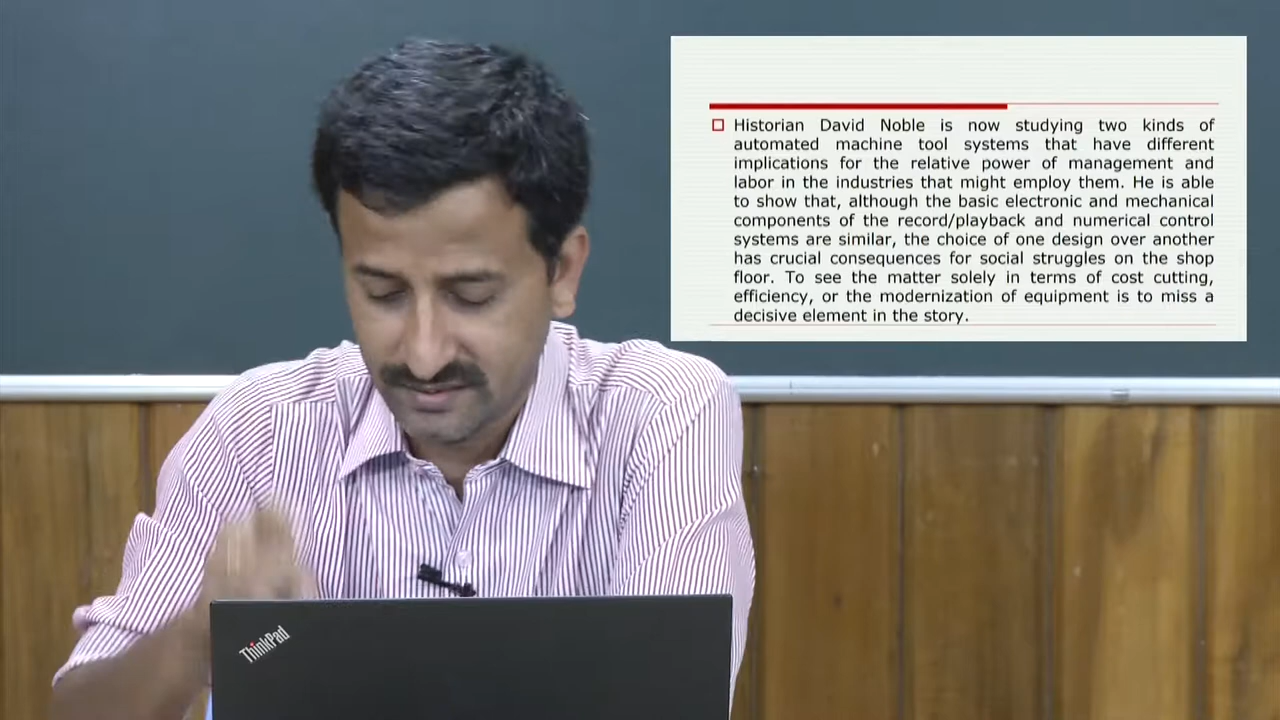 Historian David Noble is now studying two kinds of
automated machine tool systems that have different
implications for the relative power of management and
labor in the industries that might employ them. He is able
to show that, although the basic electronic and mechanical
components of the record/playback and numerical control
systems are similar, the choice of one design over another
has crucial consequences for social struggles on the shop
floor. To see the matter solely in terms of cost cutting,
efficiency, or the modernization of equipment is to miss a
decisive element in the story.
ThinkPad